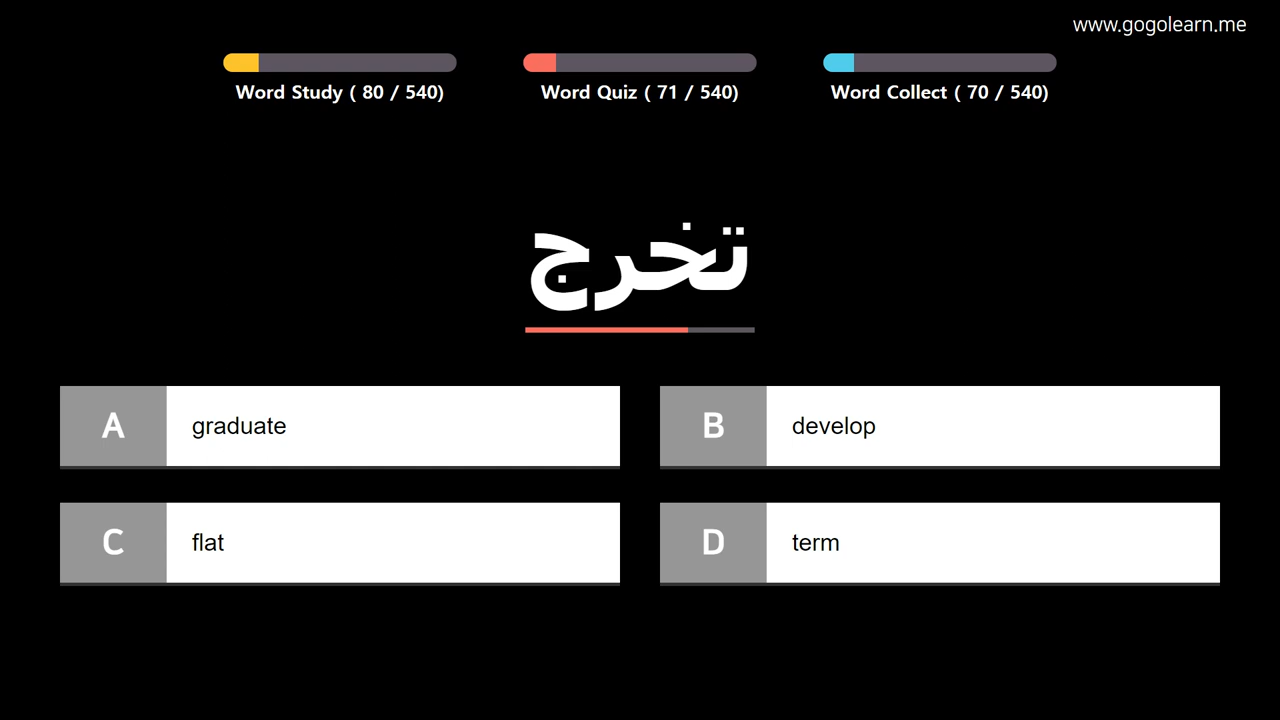 www.gogolearn.me
Word Study ( 80 / 540)
Word Quiz ( 71 / 540)
Word Collect ( 70 / 540)
تخرج
A graduate
B develop
C flat
D term